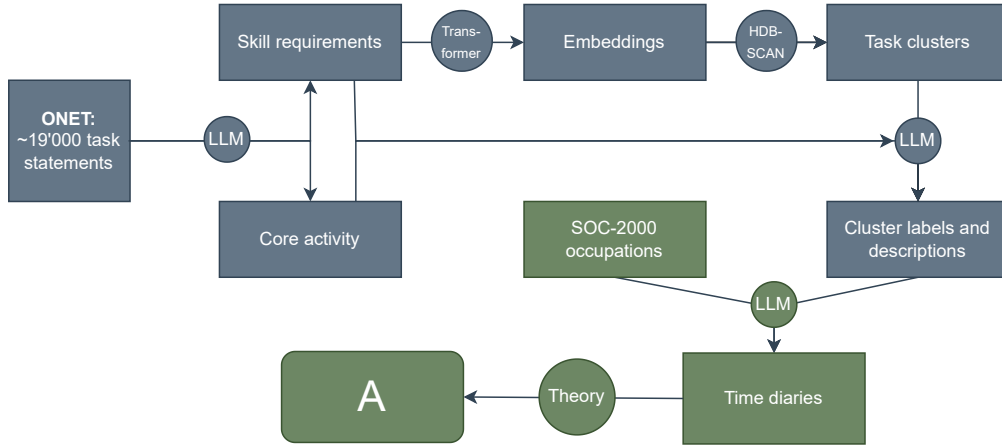 Skill requirements
Trans-
former
Embeddings
HDB-
SCAN
Task clusters
ONET:
~19'000 task
statements
LLM
LLM
Core activity
SOC-2000
occupations
Cluster labels and
descriptions
LLM
A
Theory
Time diaries